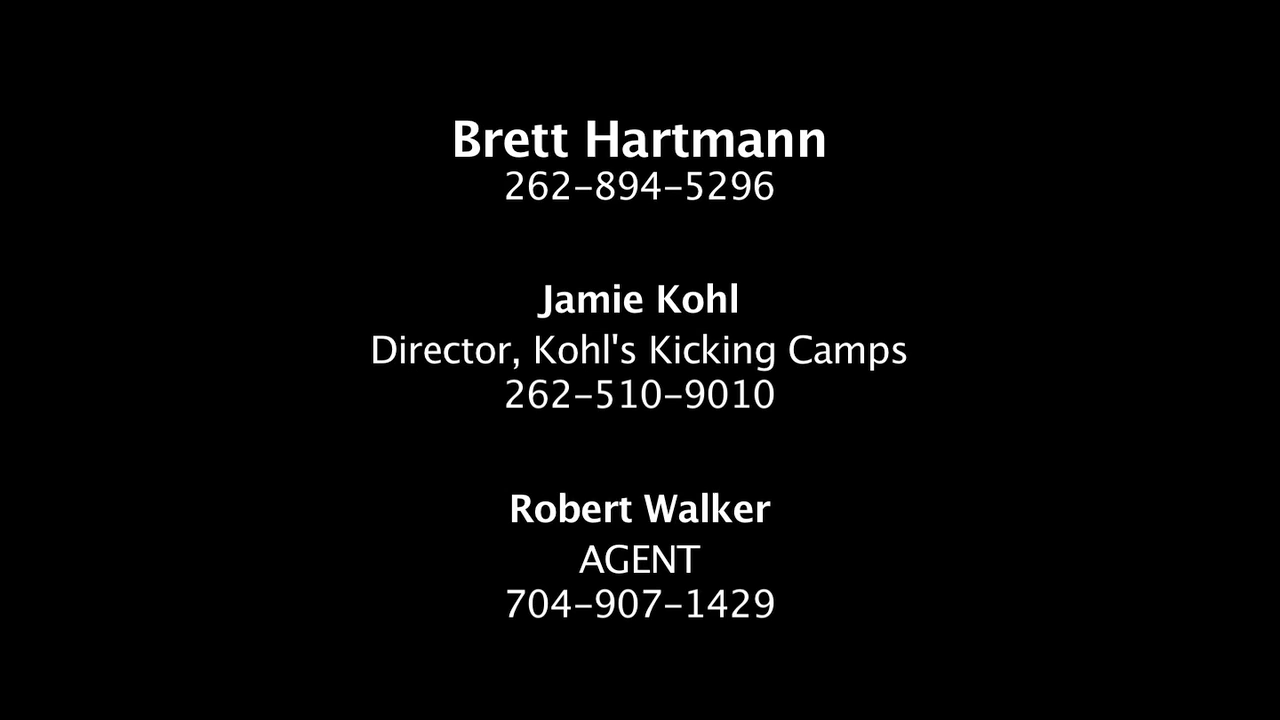 Brett Hartmann
262-894-5296
Jamie Kohl
Director, Kohl's Kicking Camps
262-510-9010
Robert Walker
AGENT
704-907-1429